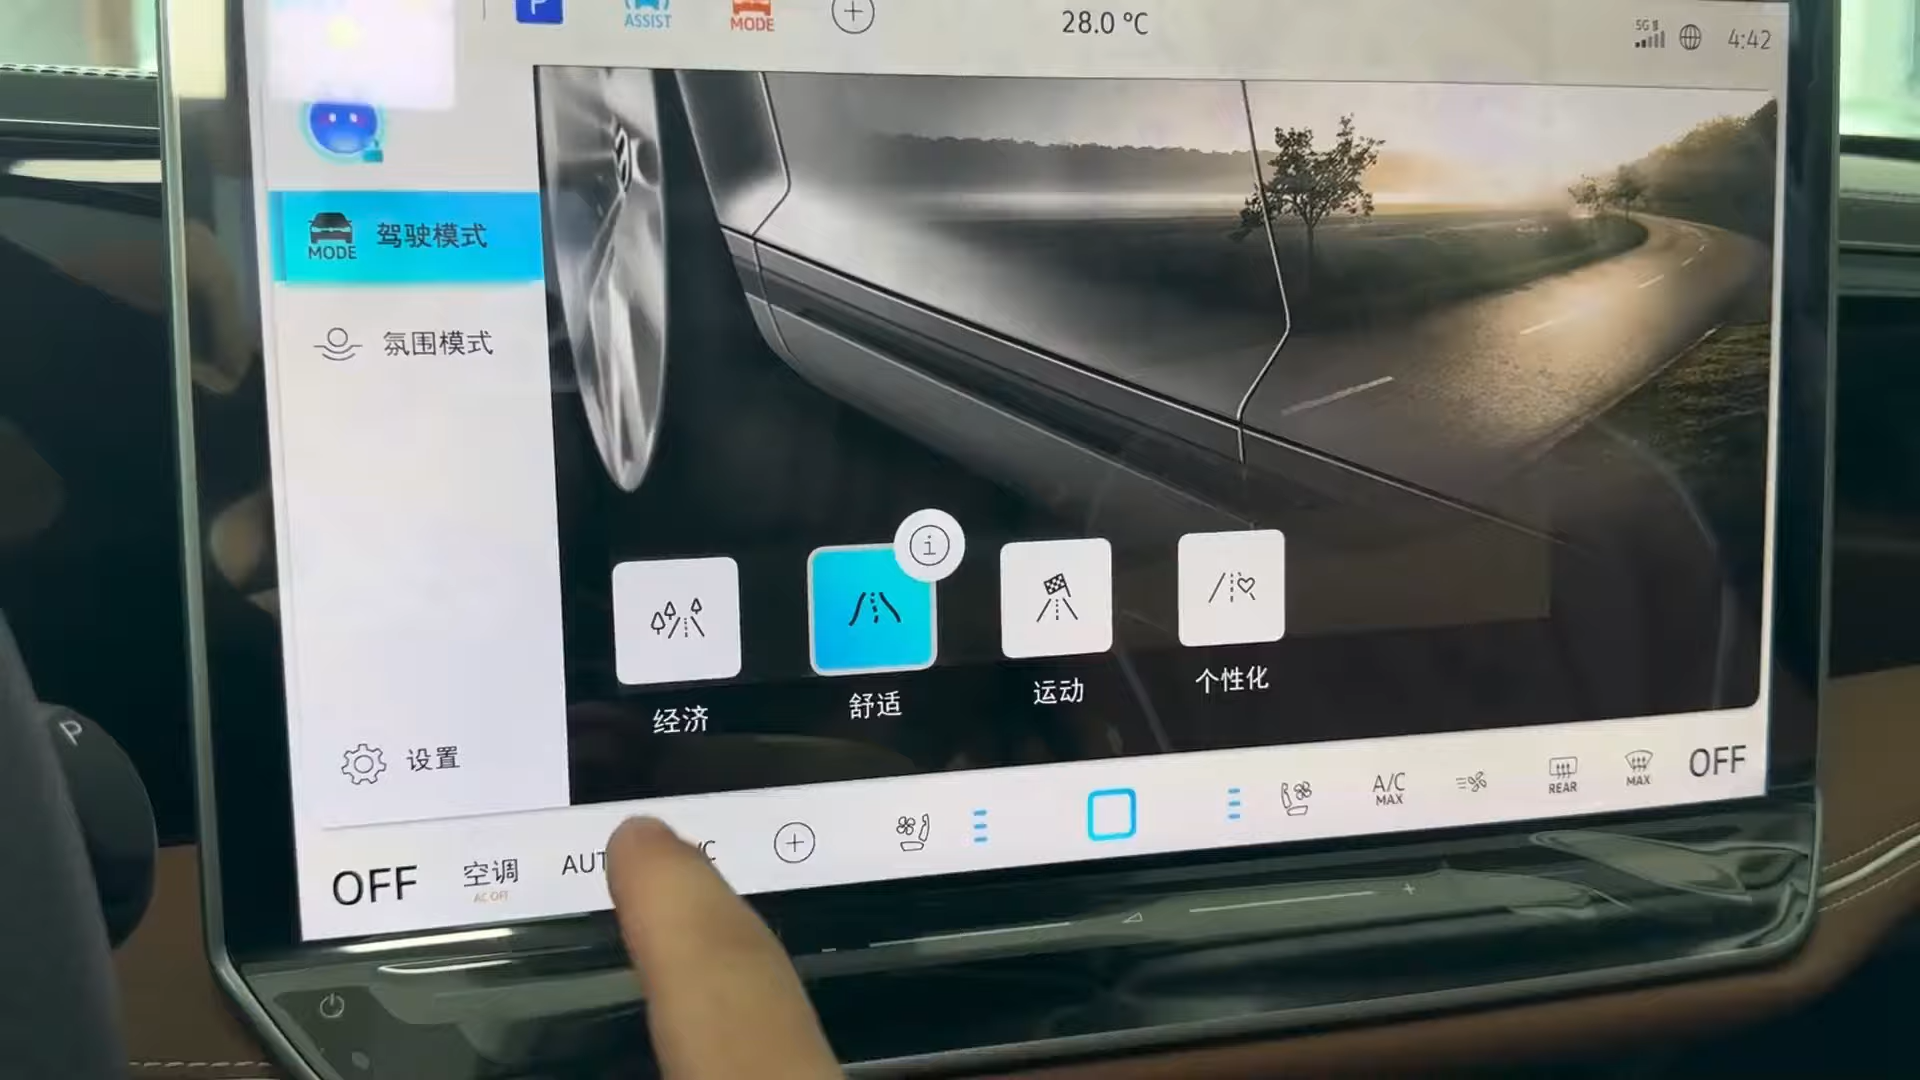 P
ASSIST
MODE
28.0 °C
5G
4:42
MODE
驾驶模式
氛围模式
经济
舒适
运动
个性化
设置
OFF
空调
AC OFF
A/C
MAX
REAR
MAX
OFF
P